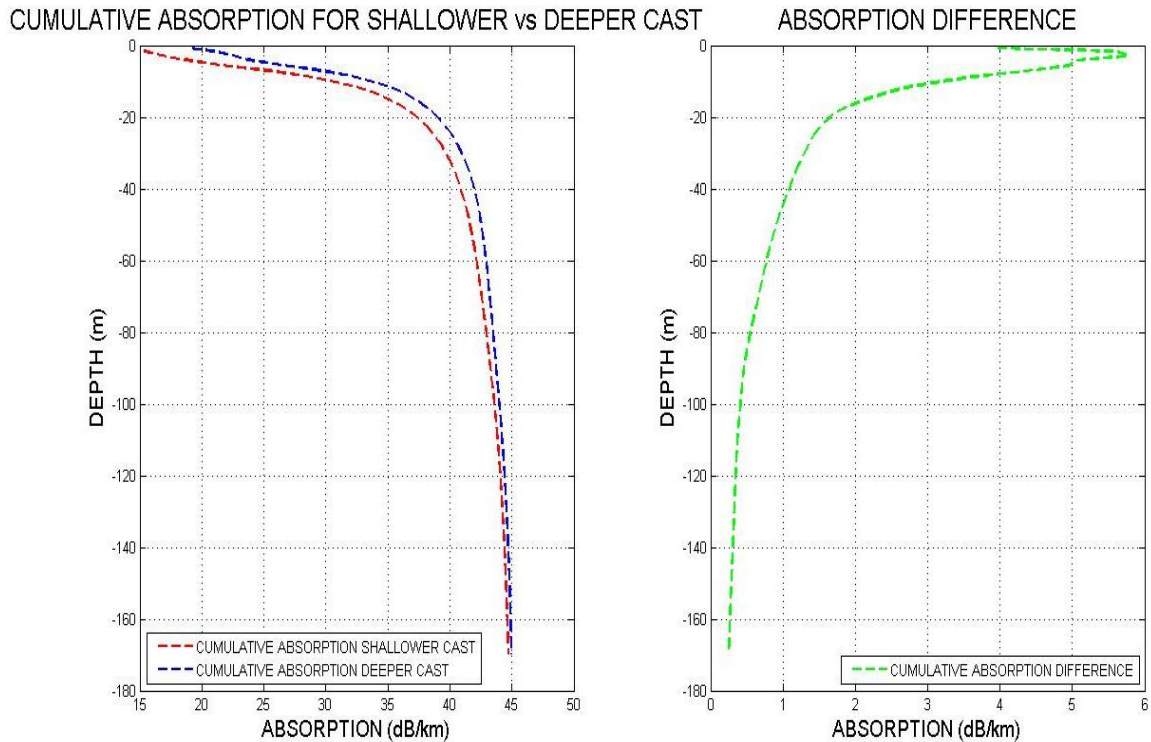 CUMULATIVE ABSORPTION FOR SHALLOWER vs DEEPER CAST
0
-20
-40
-60
-80
-100
-120
-140
-160
-180
DEPTH (m)
CUMULATIVE ABSORPTION SHALLOWER CAST
CUMULATIVE ABSORPTION DEEPER CAST
15 20 25 30 35 40 45 50
ABSORPTION (dB/km)
ABSORPTION DIFFERENCE
0
-20
-40
-60
-80
-100
-120
-140
-160
-180
DEPTH (m)
CUMULATIVE ABSORPTION DIFFERENCE
0 1 2 3 4 5 6
ABSORPTION (dB/km)